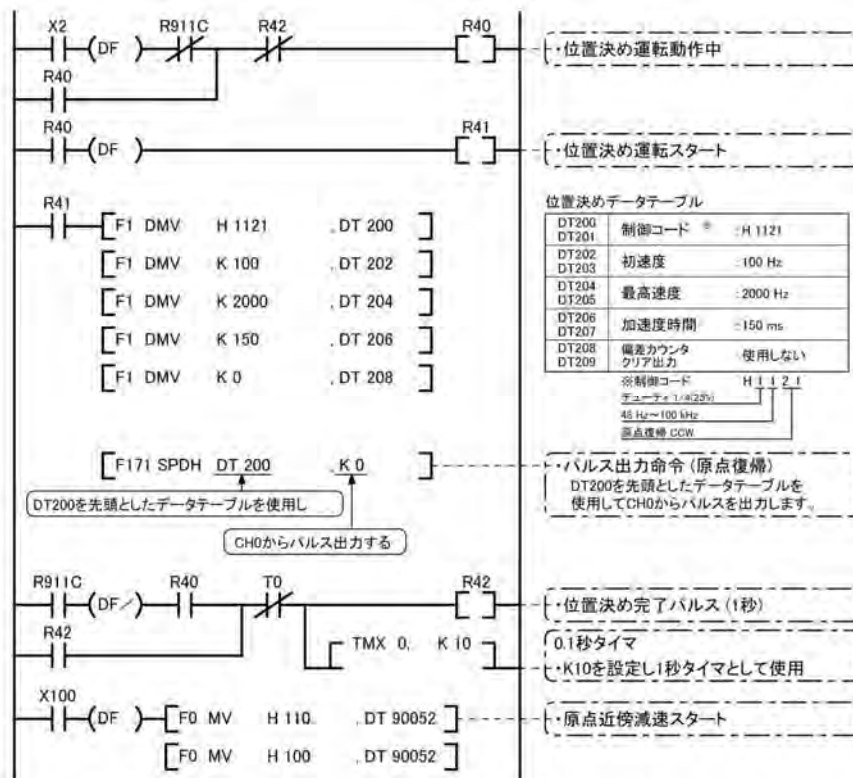 X2 (DF) R911C R42 R40
・位置決め運転動作中
R40
R40 (DF) R41
・位置決め運転スタート
R41
F1 DMV H 1121 , DT 200
F1 DMV K 100 , DT 202
F1 DMV K 2000 , DT 204
F1 DMV K 150 , DT 206
F1 DMV K 0 , DT 208
位置決めデータテーブル
DT200 DT201 制御コード ※ : H 1121
DT202 DT203 初速度 : 100 Hz
DT204 DT205 最高速度 : 2000 Hz
DT206 DT207 加速度時間 : 150 ms
DT208 DT209 偏差カウンタクリア出力 : 使用しない
※制御コード H 1 1 2 1
デューティ 1/4(25%)
48 Hz～100 kHz
原点復帰 CCW
F171 SPDH DT 200 , K 0
・パルス出力命令 (原点復帰)
DT200を先頭としたデータテーブルを
使用してCH0からパルスを出力します。
DT200を先頭としたデータテーブルを使用し
CH0からパルス出力する
R911C (DF/) R40 T0 R42
・位置決め完了パルス (1秒)
R42
TMX 0, K 10
0.1秒タイマ
・K10を設定し1秒タイマとして使用
X100 (DF) F0 MV H 110 , DT 90052
・原点近傍減速スタート
F0 MV H 100 , DT 90052